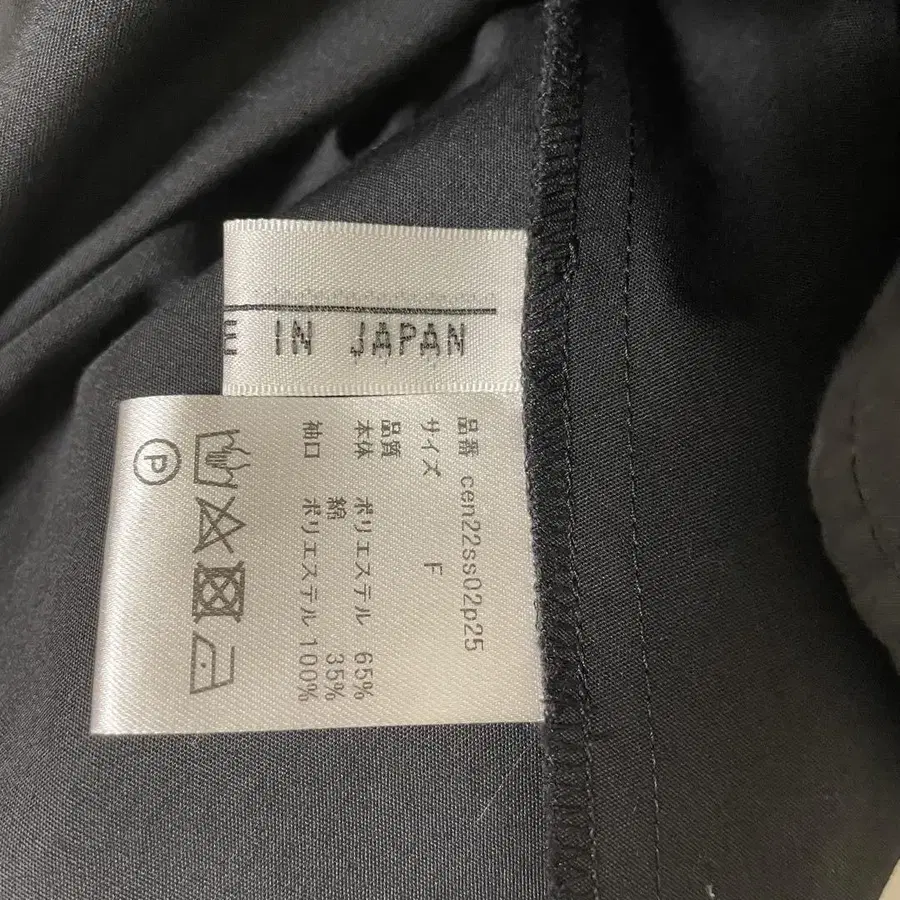 E IN JAPAN
品番 cen22ss02p25
サイズ F
品質
本体 ポリエステル 65%
綿 35%
袖口 ポリエステル 100%
P